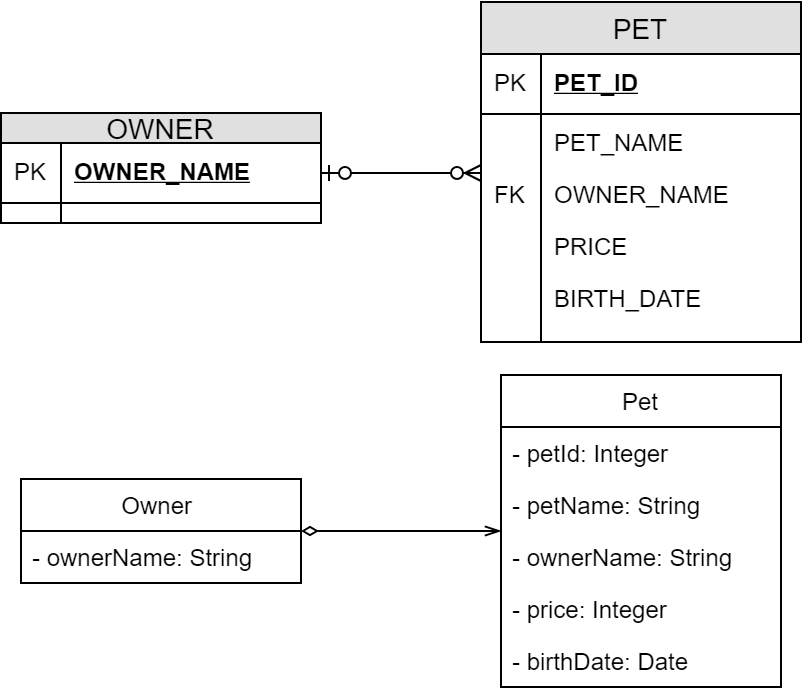 PET
PK PET_ID
PET_NAME
FK OWNER_NAME
PRICE
BIRTH_DATE
OWNER
PK OWNER_NAME
Owner
- ownerName: String
Pet
- petId: Integer
- petName: String
- ownerName: String
- price: Integer
- birthDate: Date